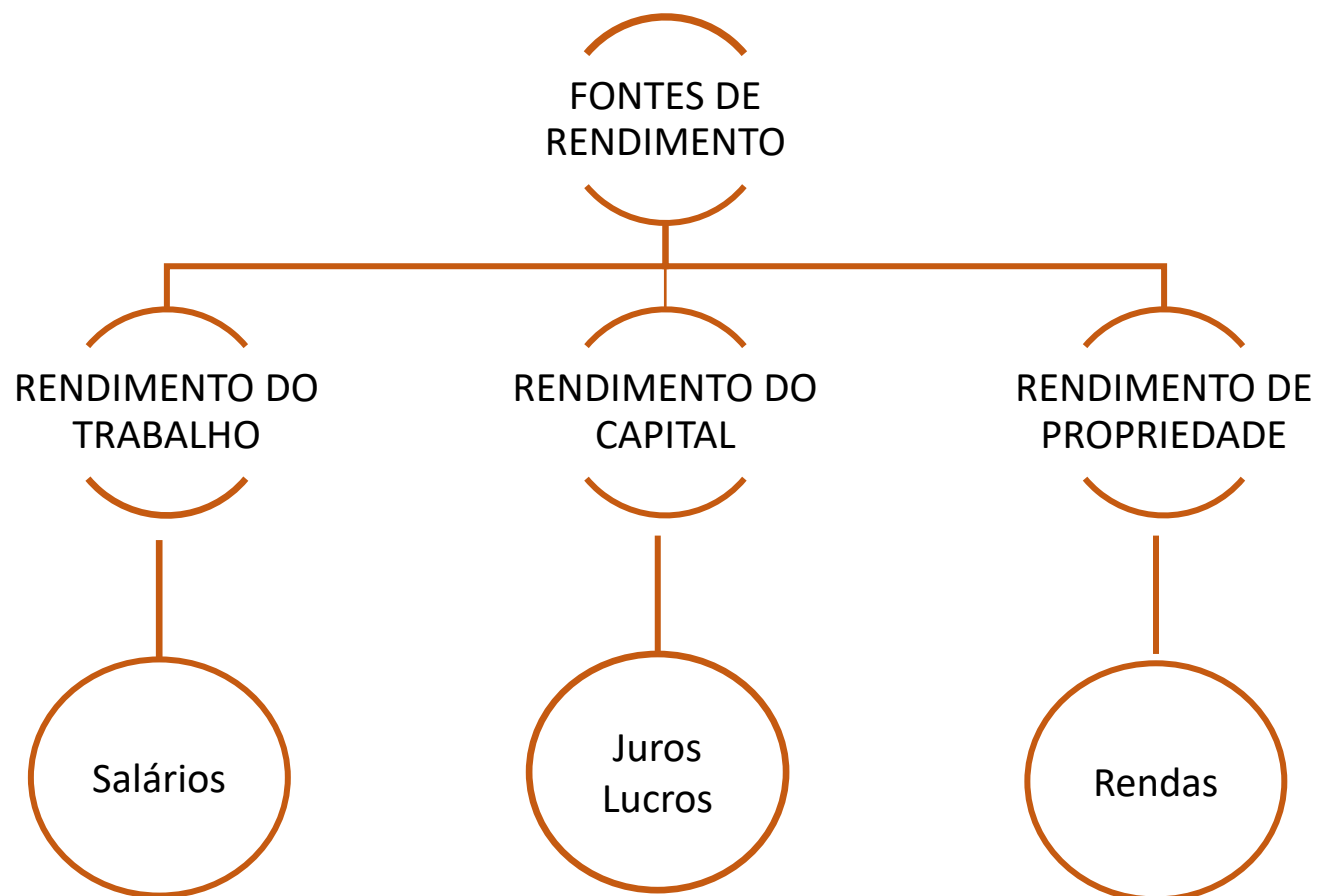 FONTES DE
RENDIMENTO
RENDIMENTO DO
TRABALHO
RENDIMENTO DO
CAPITAL
RENDIMENTO DE
PROPRIEDADE
Salários
Juros
Lucros
Rendas